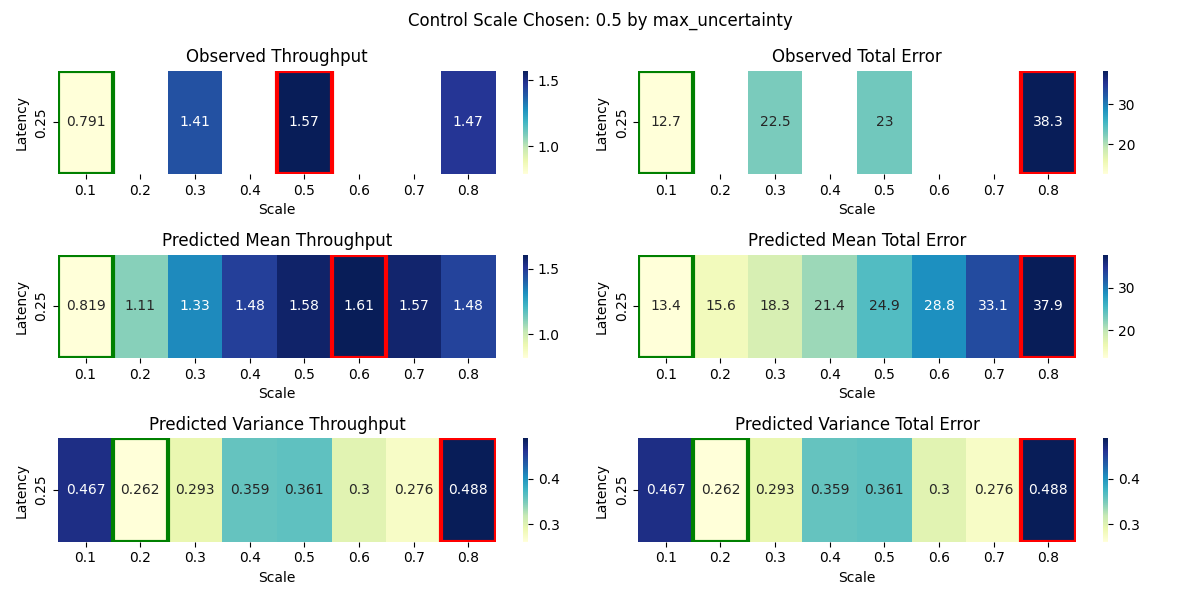 Control Scale Chosen: 0.5 by max_uncertainty
Observed Throughput
Latency
0.25
0.791 1.41 1.57 1.47
0.1 0.2 0.3 0.4 0.5 0.6 0.7 0.8
Scale
1.5
1.0
Observed Total Error
Latency
0.25
12.7 22.5 23 38.3
0.1 0.2 0.3 0.4 0.5 0.6 0.7 0.8
Scale
30
20
Predicted Mean Throughput
Latency
0.25
0.819 1.11 1.33 1.48 1.58 1.61 1.57 1.48
0.1 0.2 0.3 0.4 0.5 0.6 0.7 0.8
Scale
1.5
1.0
Predicted Mean Total Error
Latency
0.25
13.4 15.6 18.3 21.4 24.9 28.8 33.1 37.9
0.1 0.2 0.3 0.4 0.5 0.6 0.7 0.8
Scale
30
20
Predicted Variance Throughput
Latency
0.25
0.467 0.262 0.293 0.359 0.361 0.3 0.276 0.488
0.1 0.2 0.3 0.4 0.5 0.6 0.7 0.8
Scale
0.4
0.3
Predicted Variance Total Error
Latency
0.25
0.467 0.262 0.293 0.359 0.361 0.3 0.276 0.488
0.1 0.2 0.3 0.4 0.5 0.6 0.7 0.8
Scale
0.4
0.3